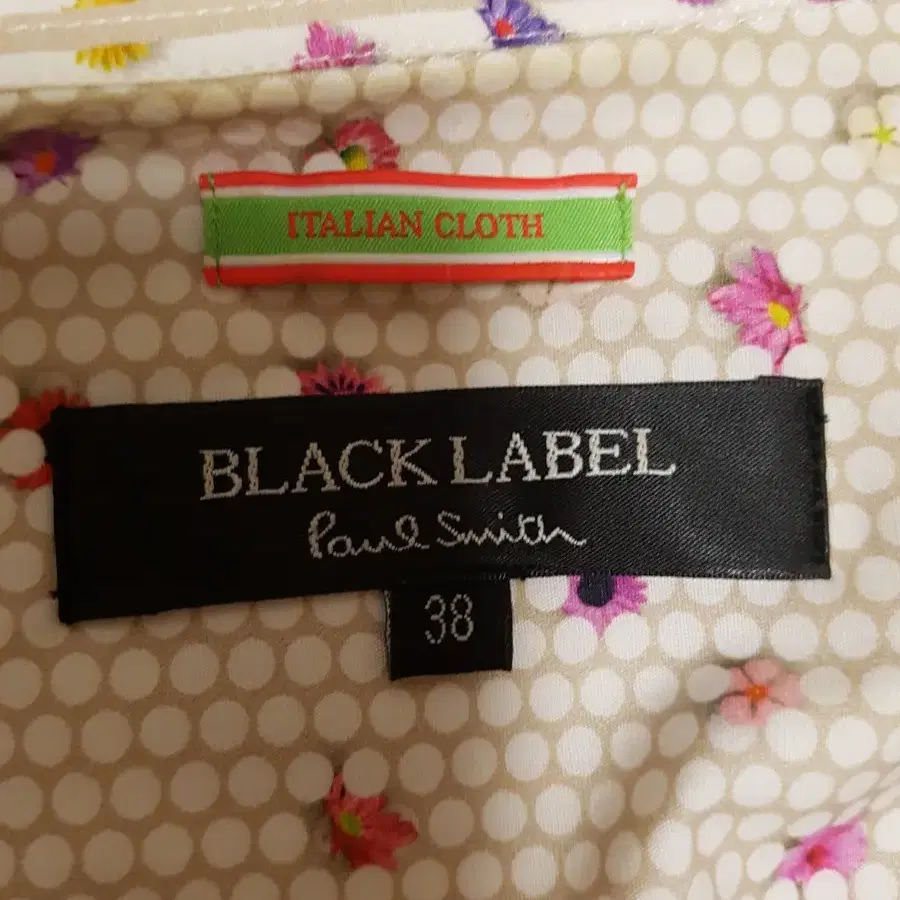 ITALIAN CLOTH
BLACK LABEL
Paul Smith
38